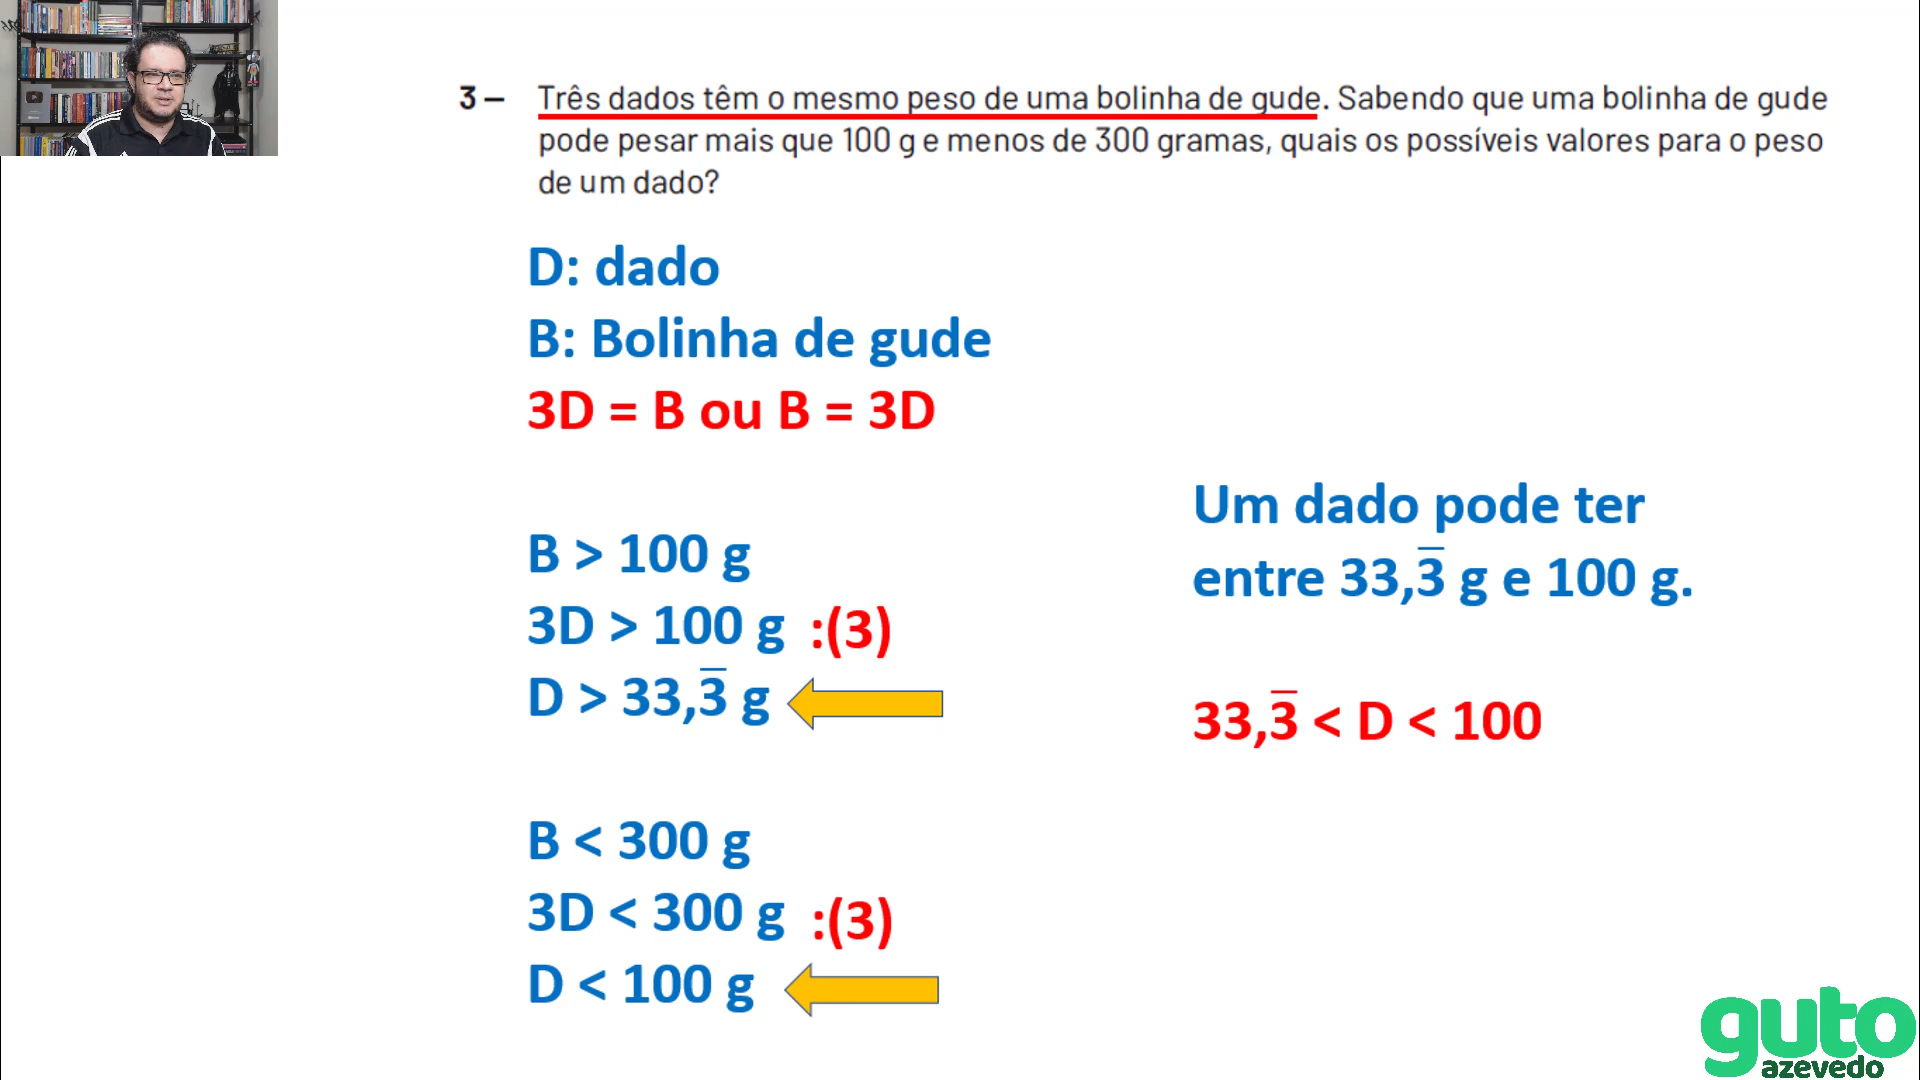 3 – Três dados têm o mesmo peso de uma bolinha de gude. Sabendo que uma bolinha de gude
pode pesar mais que 100 g e menos de 300 gramas, quais os possíveis valores para o peso
de um dado?
D: dado
B: Bolinha de gude
3D = B ou B = 3D
B > 100 g
3D > 100 g :(3)
D > 33,3̅ g
B < 300 g
3D < 300 g :(3)
D < 100 g
Um dado pode ter
entre 33,3̅ g e 100 g.
33,3̅ < D < 100
guto
azevedo